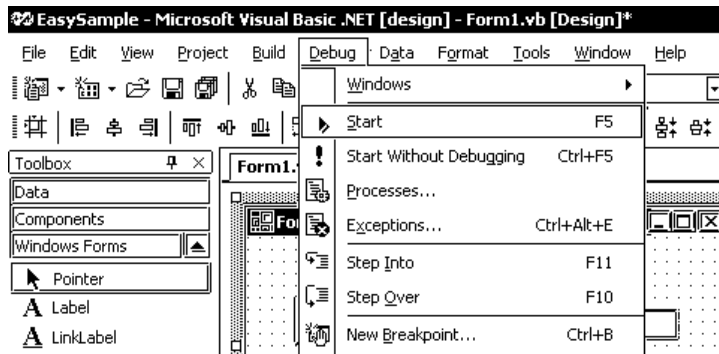 EasySample - Microsoft Visual Basic .NET [design] - Form1.vb [Design]*
File Edit View Project Build Debug Data Format Tools Window Help
Windows
Start F5
Start Without Debugging Ctrl+F5
Processes...
Exceptions... Ctrl+Alt+E
Step Into F11
Step Over F10
New Breakpoint... Ctrl+B
Toolbox
Data
Components
Windows Forms
Pointer
A Label
A LinkLabel
Form1.